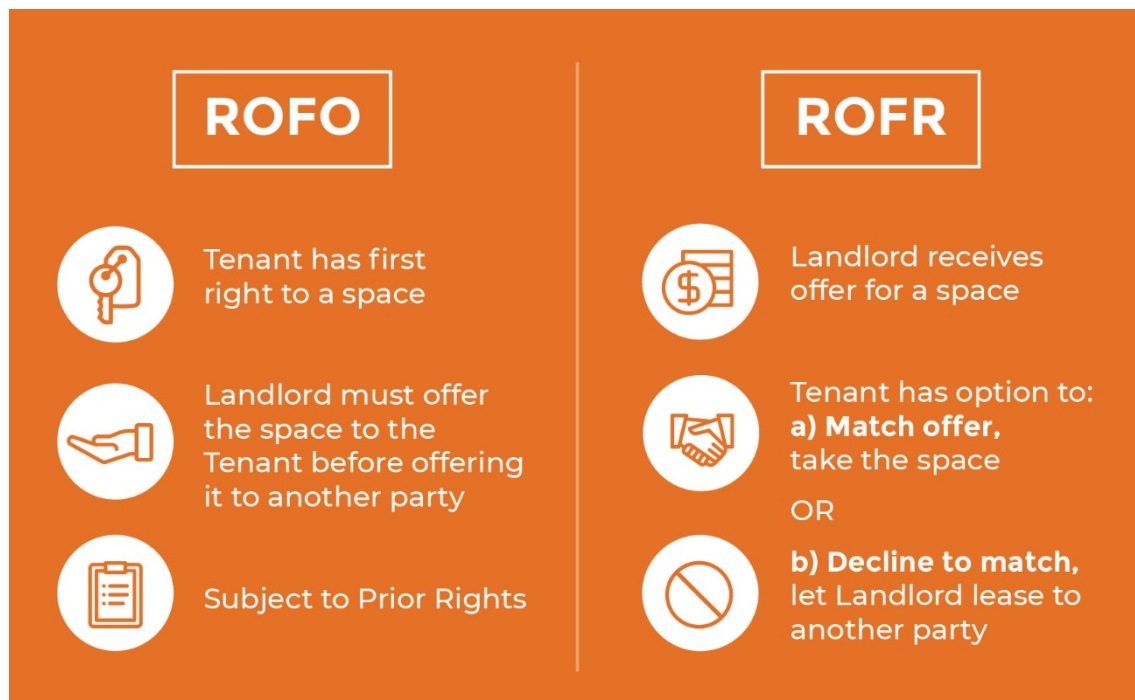 ROFO
Tenant has first
right to a space
Landlord must offer
the space to the
Tenant before offering
it to another party
Subject to Prior Rights
ROFR
Landlord receives
offer for a space
Tenant has option to:
a) Match offer,
take the space
OR
b) Decline to match,
let Landlord lease to
another party